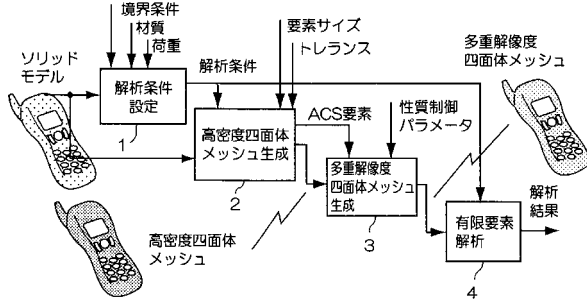 境界条件
材質
荷重
ソリッド
モデル
解析条件
設定
1
解析条件
要素サイズ
トレランス
多重解像度
四面体メッシュ
高密度四面体
メッシュ生成
2
ACS要素
性質制御
パラメータ
多重解像度
四面体メッシュ
生成
3
有限要素
解析
4
解析
結果
高密度四面体
メッシュ